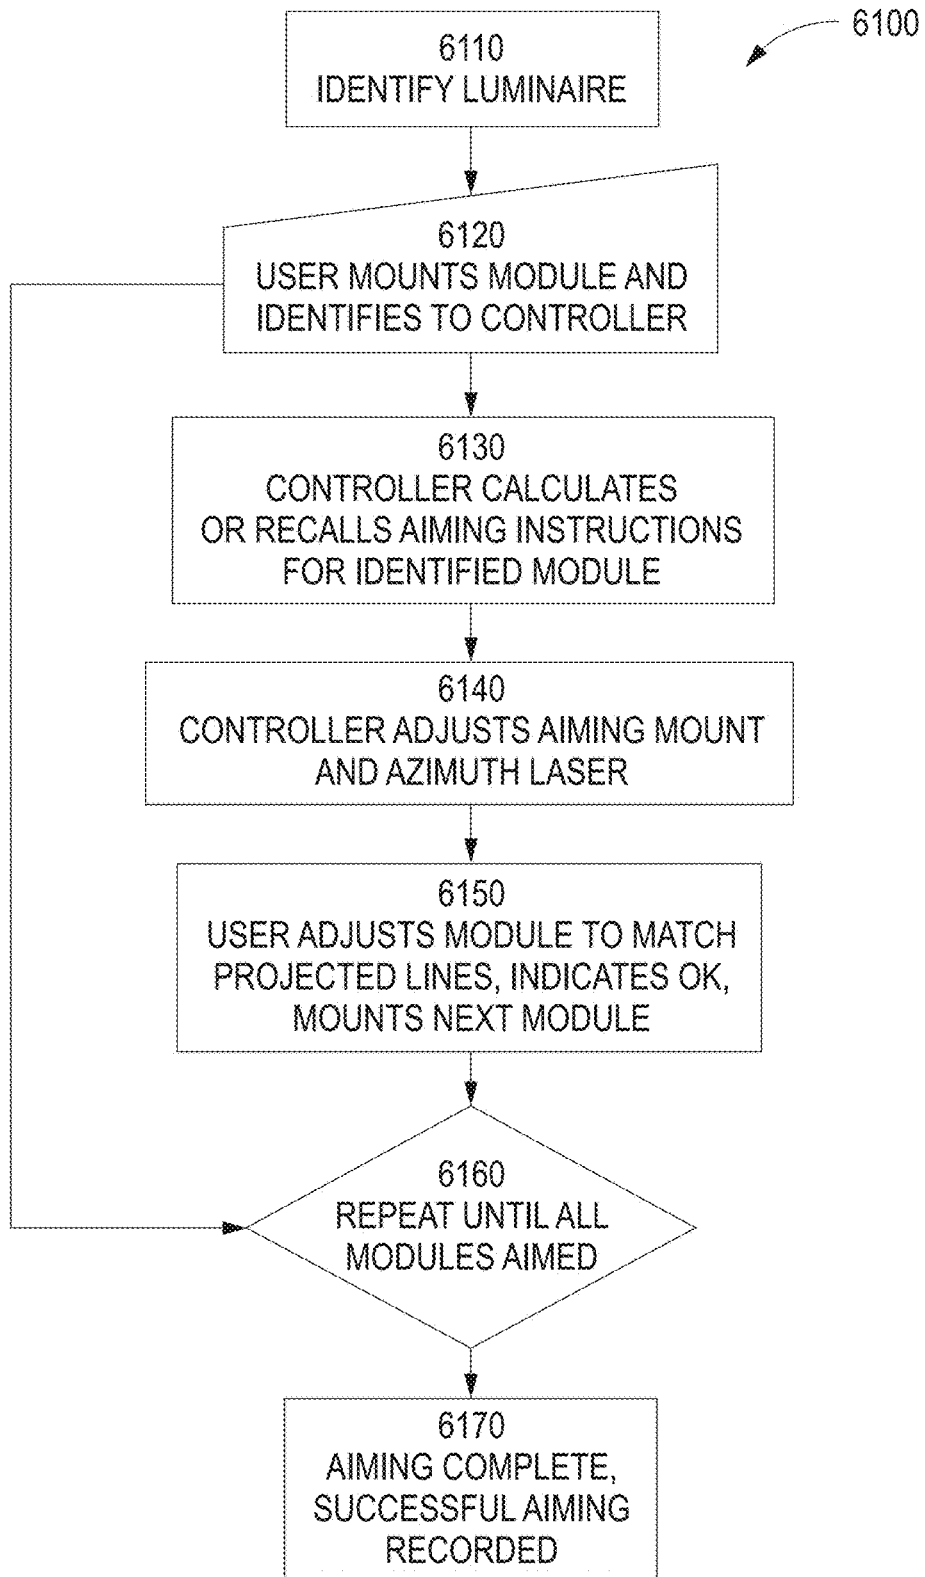 6100
6110
IDENTIFY LUMINAIRE
6120
USER MOUNTS MODULE AND
IDENTIFIES TO CONTROLLER
6130
CONTROLLER CALCULATES
OR RECALLS AIMING INSTRUCTIONS
FOR IDENTIFIED MODULE
6140
CONTROLLER ADJUSTS AIMING MOUNT
AND AZIMUTH LASER
6150
USER ADJUSTS MODULE TO MATCH
PROJECTED LINES, INDICATES OK,
MOUNTS NEXT MODULE
6160
REPEAT UNTIL ALL
MODULES AIMED
6170
AIMING COMPLETE,
SUCCESSFUL AIMING
RECORDED